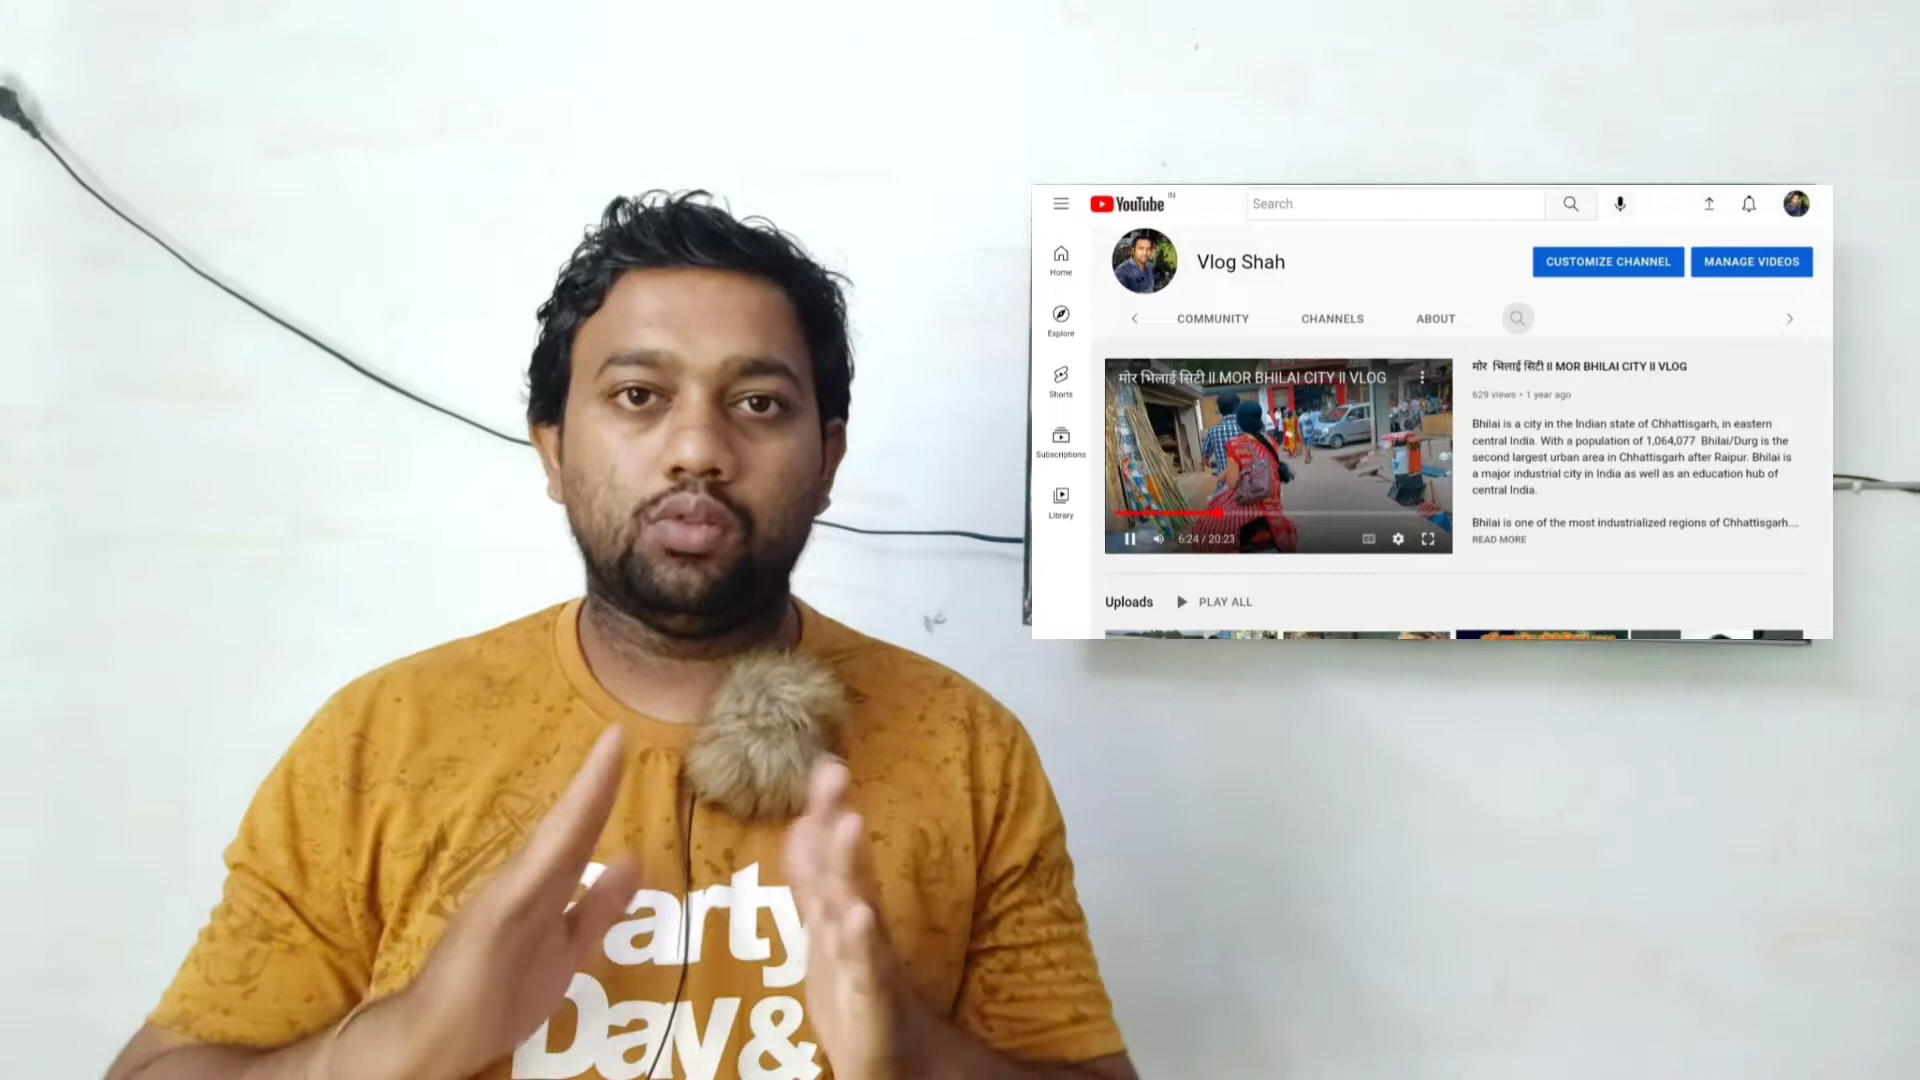 YouTube IN
Search
Home
Explore
Shorts
Subscriptions
Library
Vlog Shah
CUSTOMIZE CHANNEL
MANAGE VIDEOS
COMMUNITY
CHANNELS
ABOUT
मोर भिलाई सिटी II MOR BHILAI CITY II VLOG
6:24 / 20:23
मोर भिलाई सिटी II MOR BHILAI CITY II VLOG
629 views • 1 year ago
Bhilai is a city in the Indian state of Chhattisgarh, in eastern
central India. With a population of 1,064,077 Bhilai/Durg is the
second largest urban area in Chhattisgarh after Raipur. Bhilai is
a major industrial city in India as well as an education hub of
central India.
Bhilai is one of the most industrialized regions of Chhattisgarh....
READ MORE
Uploads
PLAY ALL
Party
Day&